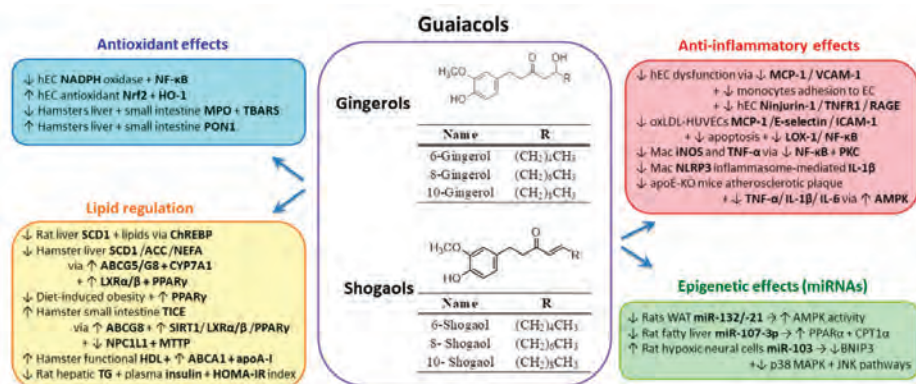 Guaiacols
Antioxidant effects
↓ hEC NADPH oxidase + NF-κB
↑ hEC antioxidant Nrf2 + HO-1
↓ Hamsters liver + small intestine MPO + TBARS
↑ Hamsters liver + small intestine PON1
Lipid regulation
↓ Rat liver SCD1 + lipids via ChREBP
↓ Hamster liver SCD1 /ACC/NEFA
via ↑ ABCG5/G8 + CYP7A1
+ ↑ LXRα/β + PPARγ
↓ Diet-induced obesity + ↑ PPARγ
↑ Hamster small intestine TICE
via ↑ ABCG8 + ↑ SIRT1/ LXRα/β /PPARγ
+ ↓ NPC1L1 + MTTP
↑ Hamster functional HDL + ↑ ABCA1 + apoA-I
↓ Rat hepatic TG + plasma insulin + HOMA-IR index
Gingerols
O OH
H₃CO
R
HO
Name R
6-Gingerol (CH₂)₄CH₃
8-Gingerol (CH₂)₆CH₃
10-Gingerol (CH₂)₈CH₃
Shogaols
O
H₃CO
R
HO
Name R
6-Shogaol (CH₂)₄CH₃
8- Shogaol (CH₂)₆CH₃
10- Shogaol (CH₂)₈CH₃
Anti-inflammatory effects
↓ hEC dysfunction via ↓ MCP-1 / VCAM-1
+ ↓ monocytes adhesion to EC
+ ↓ hEC Ninjurin-1 / TNFR1 / RAGE
↓ oxLDL-HUVECs MCP-1 /E-selectin / ICAM-1
+ ↓ apoptosis + ↓ LOX-1/ NF-κB
↓ Mac iNOS and TNF-α via ↓ NF-κB + PKC
↓ Mac NLRP3 inflammasome-mediated IL-1β
↓ apoE-KO mice atherosclerotic plaque
+ ↓ TNF-α/ IL-1β/ IL-6 via ↑ AMPK
Epigenetic effects (miRNAs)
↓ Rats WAT miR-132/-21 → ↑ AMPK activity
↓ Rat fatty liver miR-107-3p → ↑ PPARα + CPT1α
↑ Rat hypoxic neural cells miR-103 → ↓BNIP3
+↓ p38 MAPK + JNK pathways